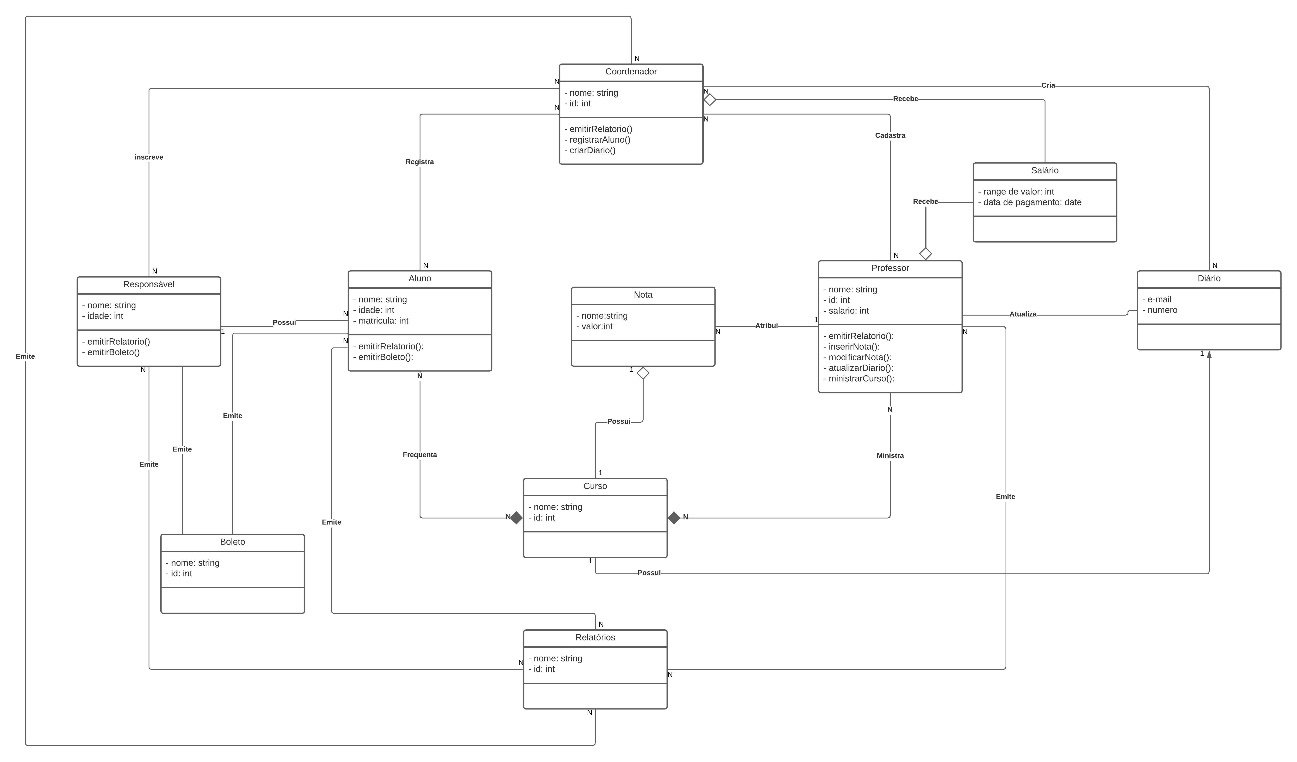 N
Coordenador
- nome: string
- id: int
- emitirRelatorio()
- registrarAluno()
- criarDiario()
N
N
N
N
Cria
Recebe
Cadastra
inscreve
Registra
Salário
- range de valor: int
- data de pagamento: date
Recebe
N
N
N
N
Responsável
- nome: string
- idade: int
- emitirRelatorio()
- emitirBoleto()
Possui
1
N
Aluno
- nome: string
- idade: int
- matricula: int
- emitirRelatorio():
- emitirBoleto():
N
N
Nota
- nome:string
- valor:int
N
Atribui
1
1
Professor
- nome: string
- id: int
- salario: int
- emitirRelatorio():
- inserirNota():
- modificarNota():
- atualizarDiario():
- ministrarCurso():
N
N
Atualiza
Diário
- e-mail
- numero
1
Emite
N
Emite
Emite
Emite
Frequenta
Possui
Ministra
Emite
Emite
1
Curso
- nome: string
- id: int
N
N
1
Possui
Boleto
- nome: string
- id: int
N
Relatórios
- nome: string
- id: int
N
N
N